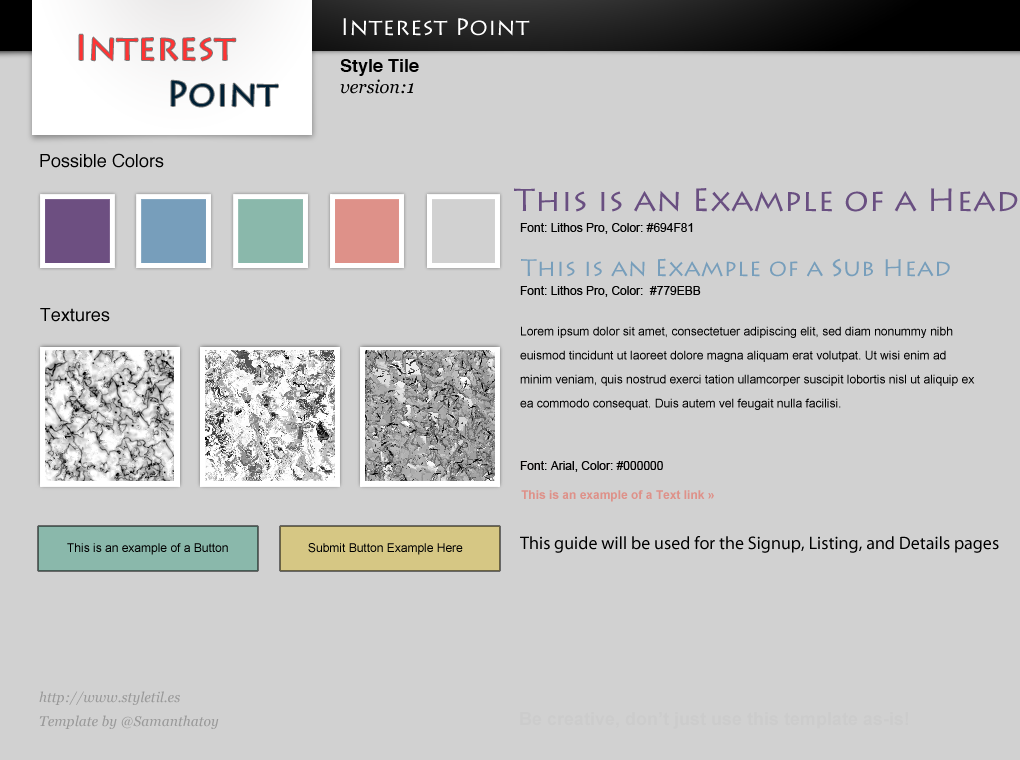 Interest
Point
Interest Point
Style Tile
version:1
Possible Colors
This is an Example of a Head
Font: Lithos Pro, Color: #694F81
This is an Example of a Sub Head
Font: Lithos Pro, Color:  #779EBB
Textures
Lorem ipsum dolor sit amet, consectetuer adipiscing elit, sed diam nonummy nibh
euismod tincidunt ut laoreet dolore magna aliquam erat volutpat. Ut wisi enim ad
minim veniam, quis nostrud exerci tation ullamcorper suscipit lobortis nisl ut aliquip ex
ea commodo consequat. Duis autem vel feugait nulla facilisi.
Font: Arial, Color: #000000
This is an example of a Text link »
This is an example of a Button
Submit Button Example Here
This guide will be used for the Signup, Listing, and Details pages
http://www.styletil.es
Template by @Samanthatoy
Be creative, don't just use this template as-is!